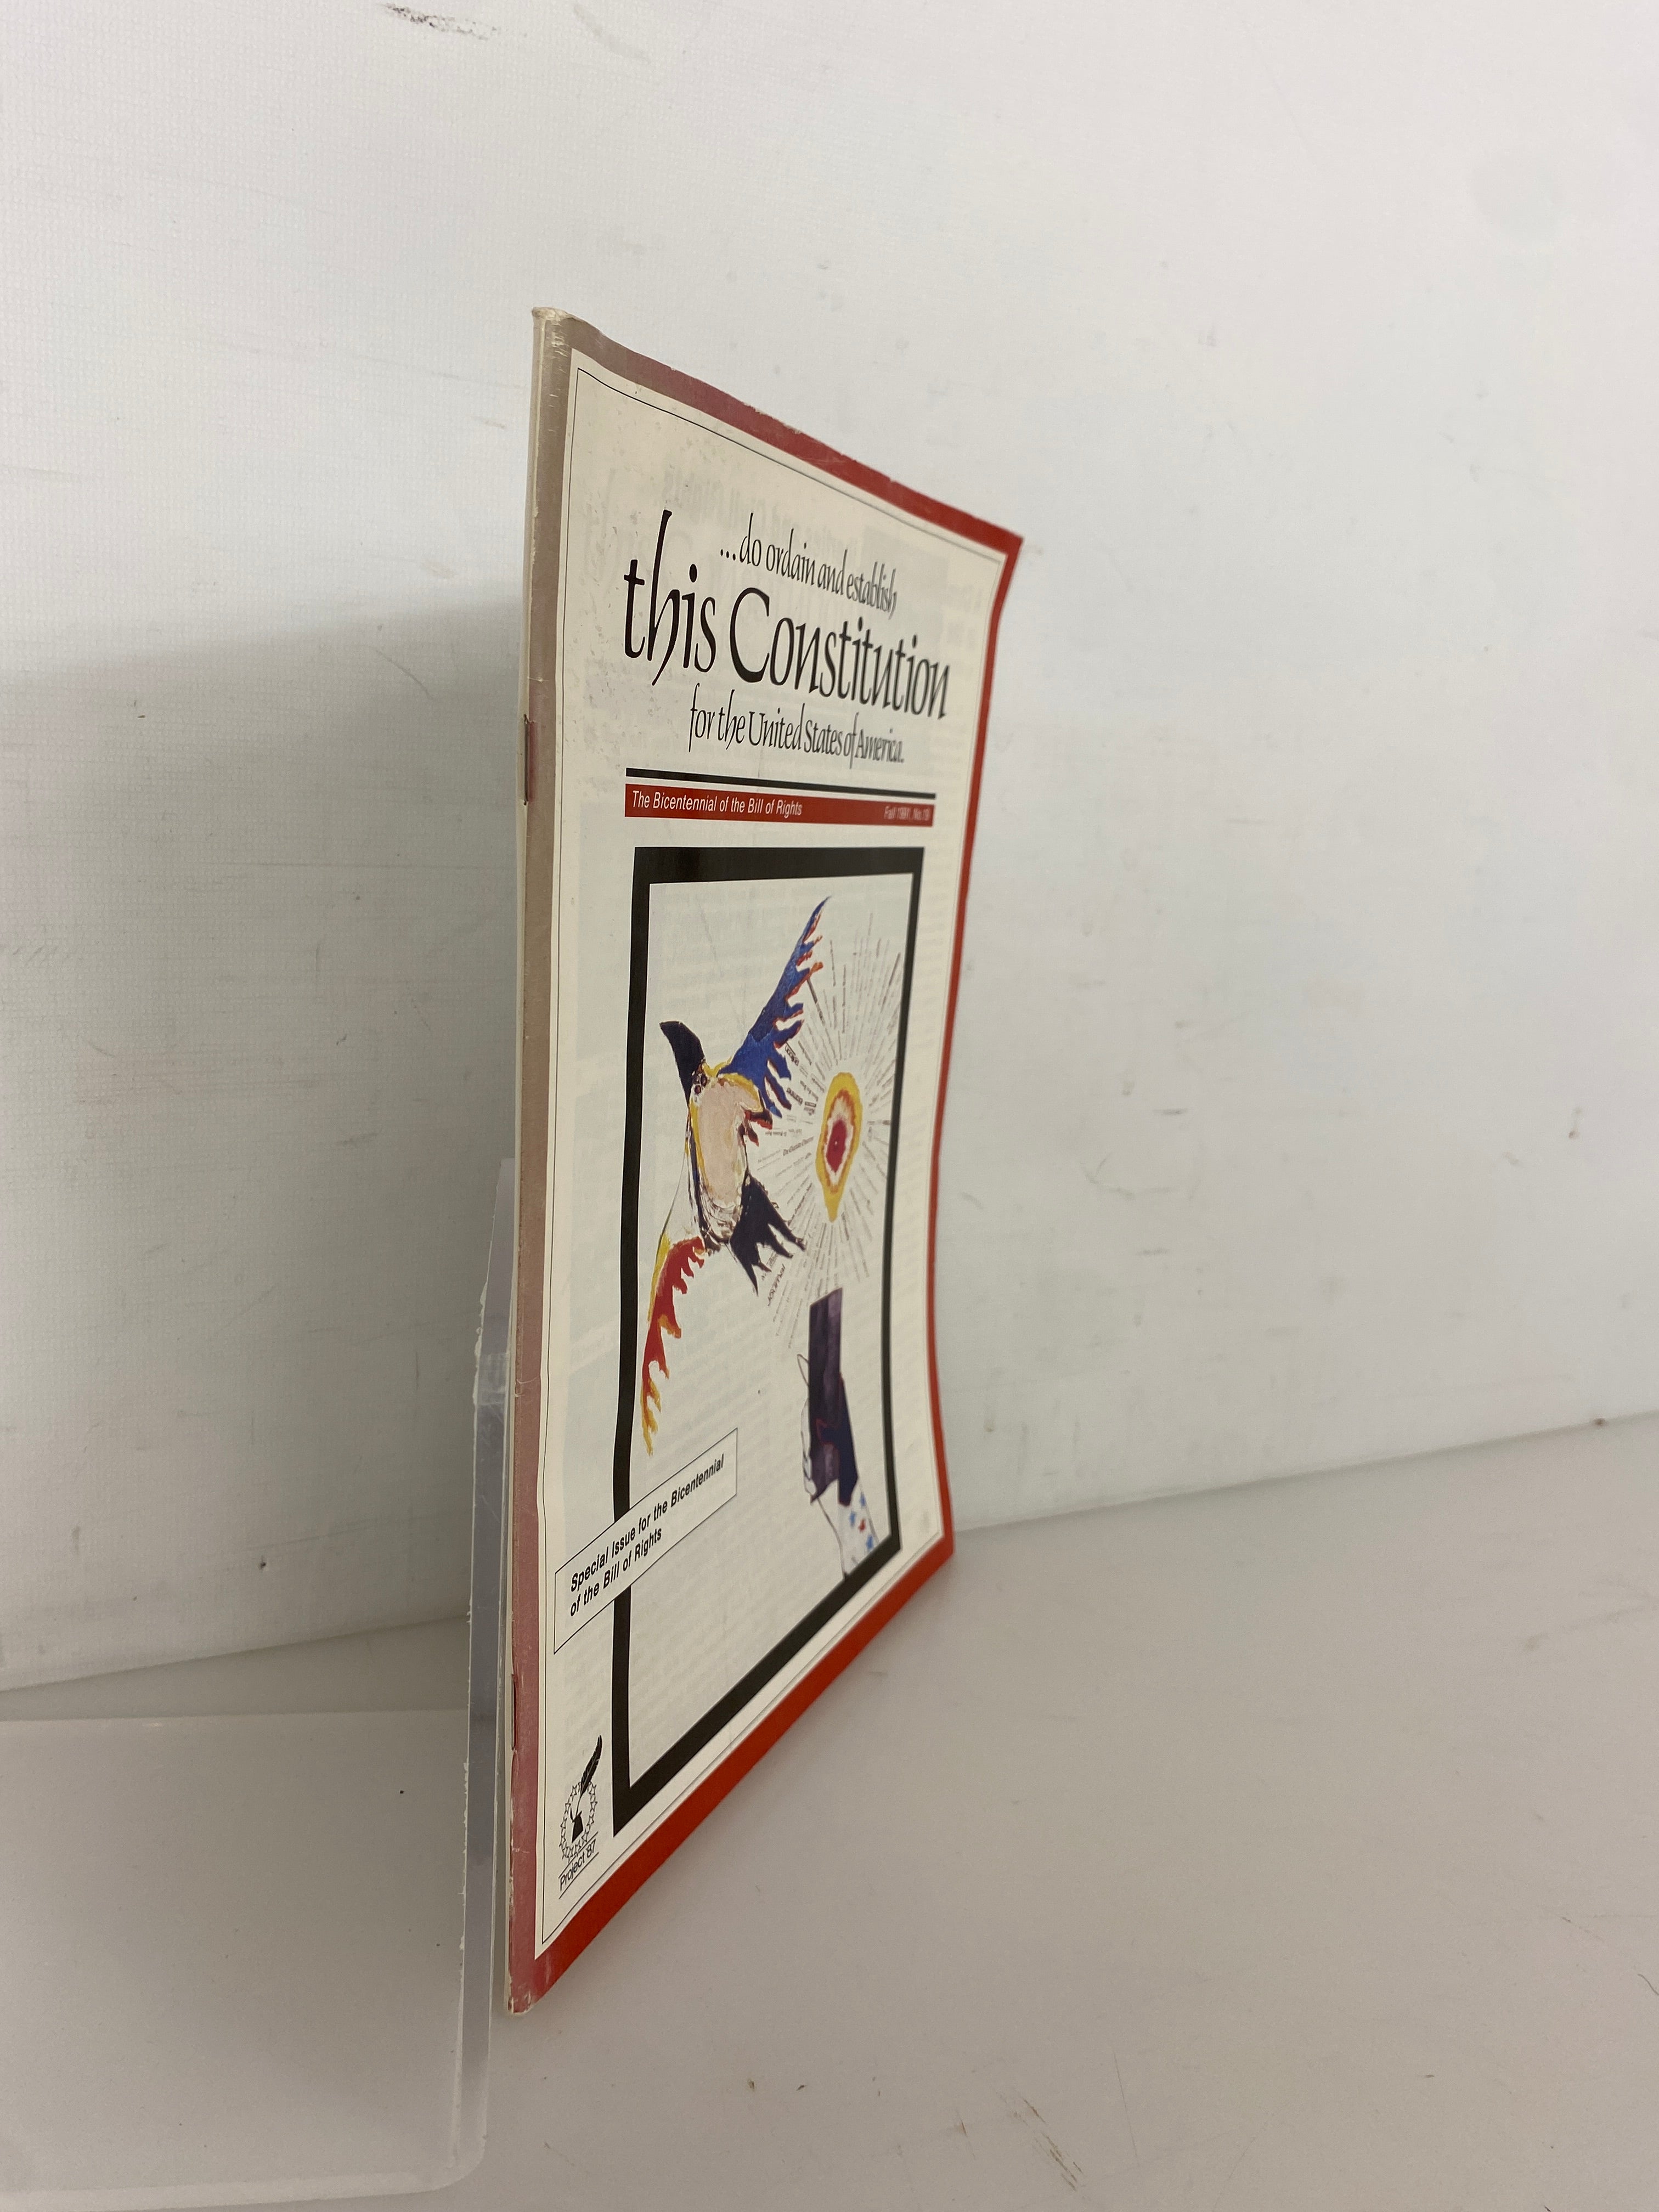 ...do ordain and establish
this Constitution
for the United States of America.
The Bicentennial of the Bill of Rights Fall 1991, No. 19
Special Issue for the Bicentennial
of the Bill of Rights
Project '87